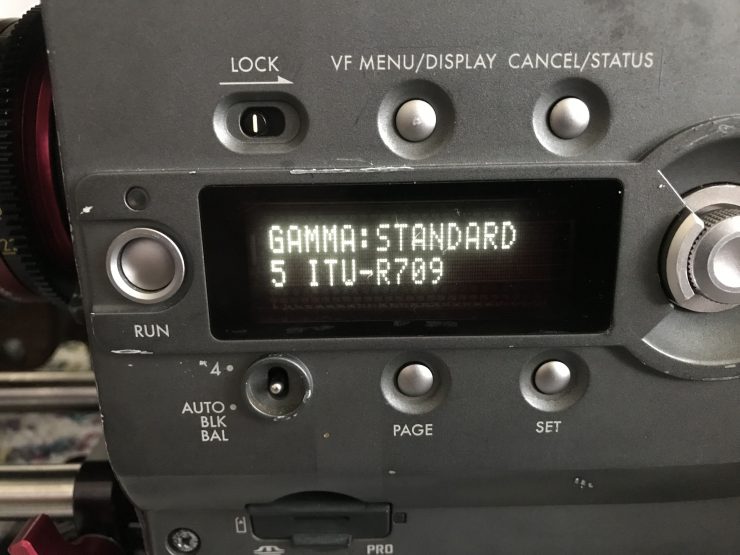 LOCK
VF MENU/DISPLAY
CANCEL/STATUS
GAMMA:STANDARD
5 ITU-R709
RUN
4
AUTO
BLK
BAL
PAGE
SET
PRO